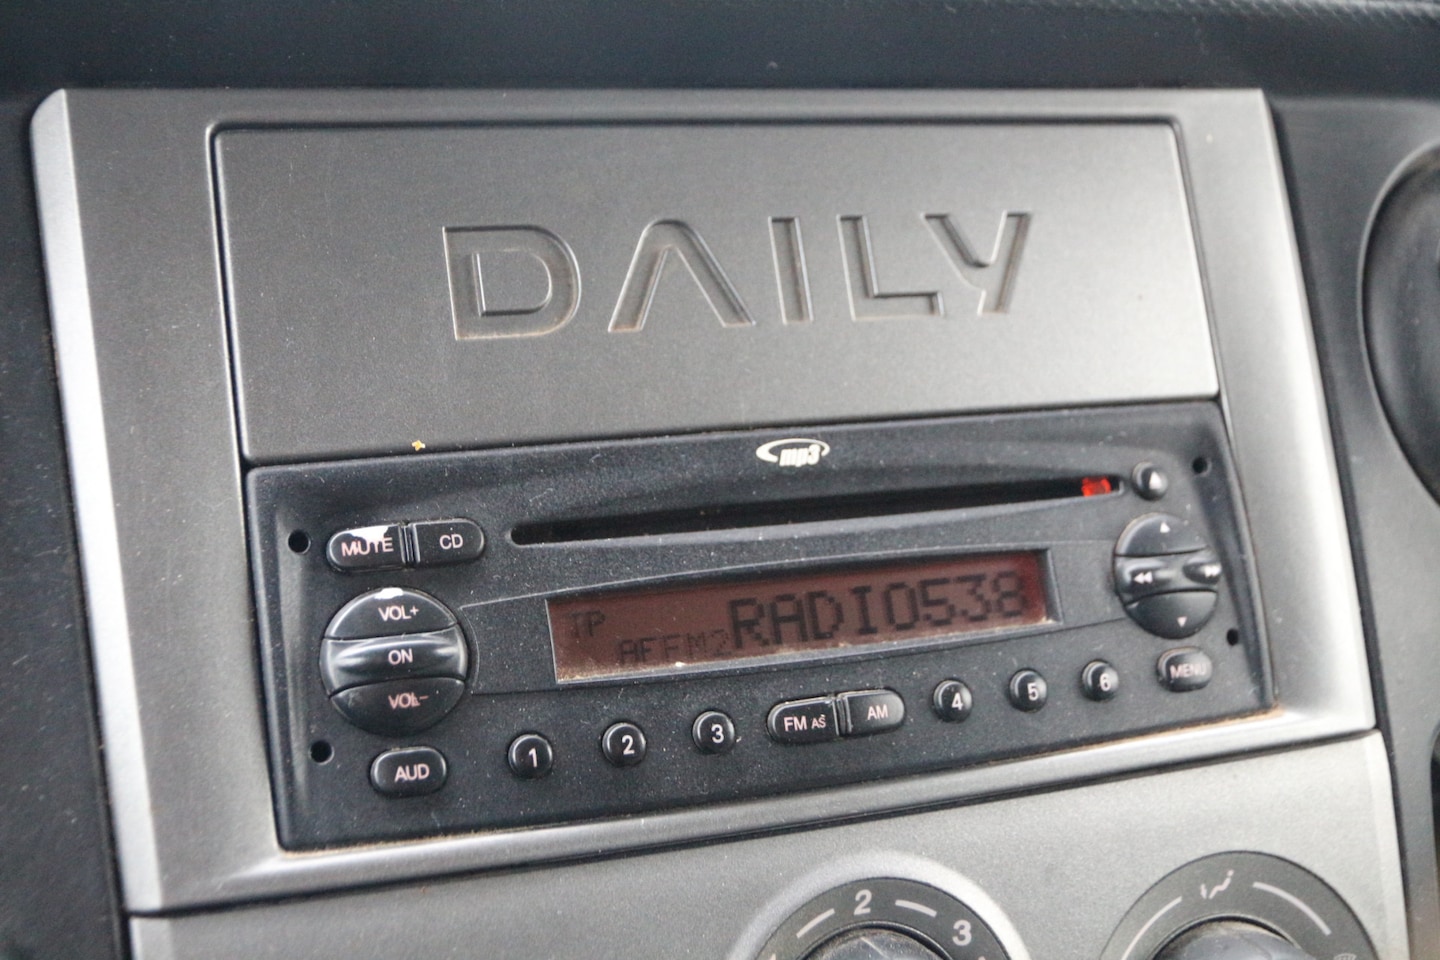 DAILY
mp3
MUTE CD
VOL+
TP
AF FM2 RADIO538
ON
VOL-
MENU
1 2 3 FM AS AM 4 5 6
AUD
2
3